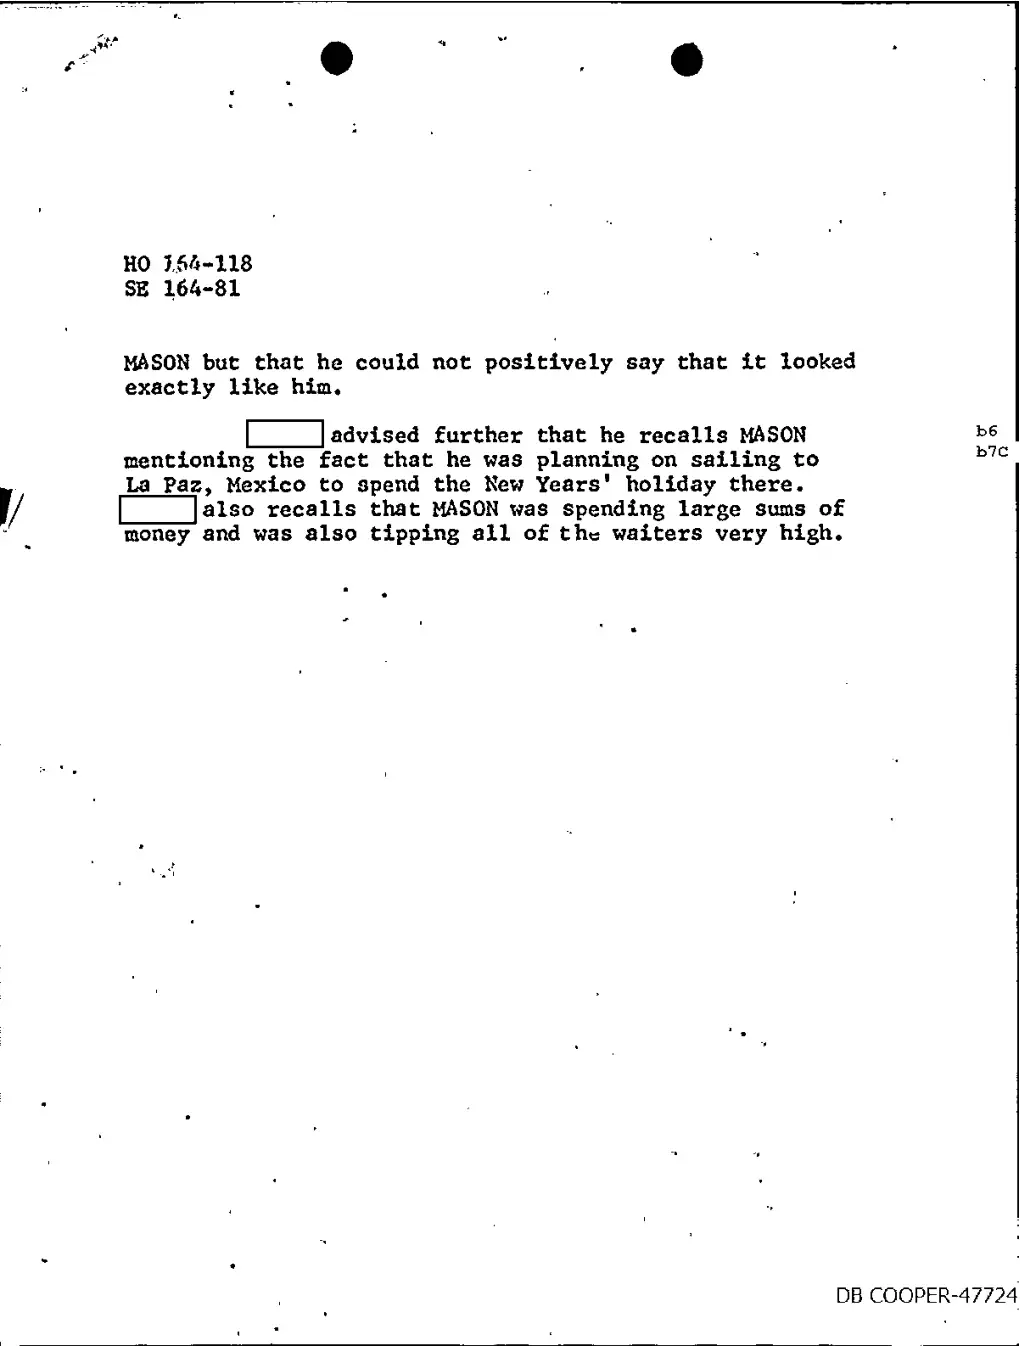 HO 164-118
SE 164-81
MASON but that he could not positively say that it looked
exactly like him.
advised further that he recalls MASON
b6
b7C
mentioning the fact that he was planning on sailing to
La Paz, Mexico to spend the New Years' holiday there.
also recalls that MASON was spending large sums of
money and was also tipping all of the waiters very high.
DB COOPER-47724